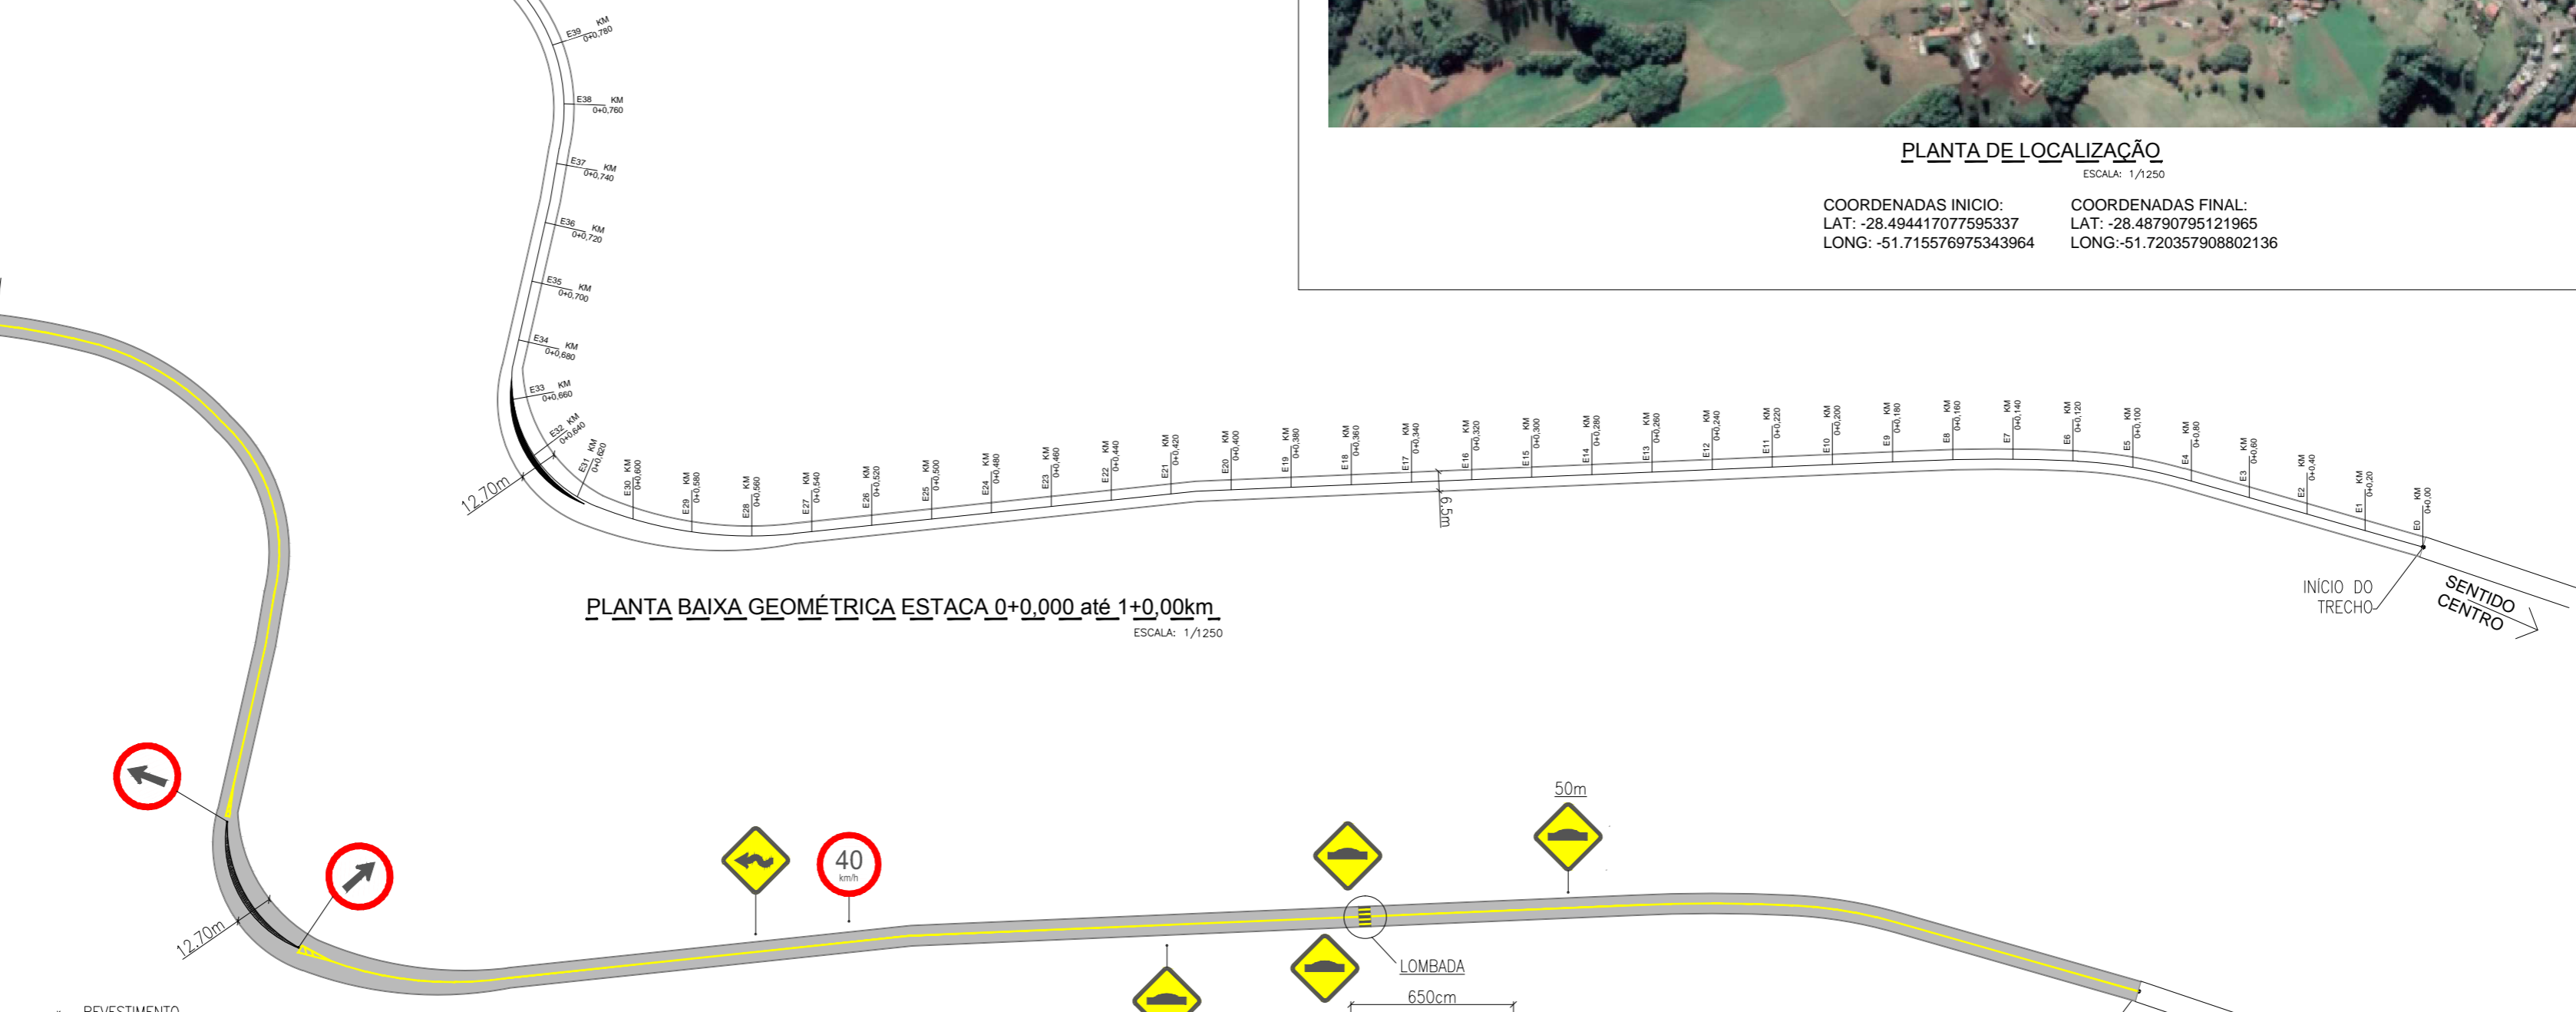 E39 KM
0+0,780
E38 KM
0+0,760
E37 KM
0+0,740
E36 KM
0+0,720
E35 KM
0+0,700
E34 KM
0+0,680
E33 KM
0+0,660
E32 KM
0+0,640
E31 KM
0+0,620
12.70m
E30 KM
0+0,600
E29 KM
0+0,580
E28 KM
0+0,560
E27 KM
0+0,540
E26 KM
0+0,520
E25 KM
0+0,500
E24 KM
0+0,480
E23 KM
0+0,460
E22 KM
0+0,440
E21 KM
0+0,420
E20 KM
0+0,400
E19 KM
0+0,380
E18 KM
0+0,360
E17 KM
0+0,340
6.5m
E16 KM
0+0,320
E15 KM
0+0,300
E14 KM
0+0,280
E13 KM
0+0,260
E12 KM
0+0,240
E11 KM
0+0,220
E10 KM
0+0,200
E9 KM
0+0,180
E8 KM
0+0,160
E7 KM
0+0,140
E6 KM
0+0,120
E5 KM
0+0,100
E4 KM
0+0,80
E3 KM
0+0,60
E2 KM
0+0,40
E1 KM
0+0,20
E0 KM
0+0,00
PLANTA DE LOCALIZAÇÃO
ESCALA: 1/1250
COORDENADAS INICIO:
LAT: -28.494417077595337
LONG: -51.715576975343964
COORDENADAS FINAL:
LAT: -28.48790795121965
LONG:-51.720357908802136
INÍCIO DO
TRECHO
SENTIDO
CENTRO
PLANTA BAIXA GEOMÉTRICA ESTACA 0+0,000 até 1+0,00km
ESCALA: 1/1250
50m
40
km/h
12.70m
LOMBADA
650cm
REVESTIMENTO